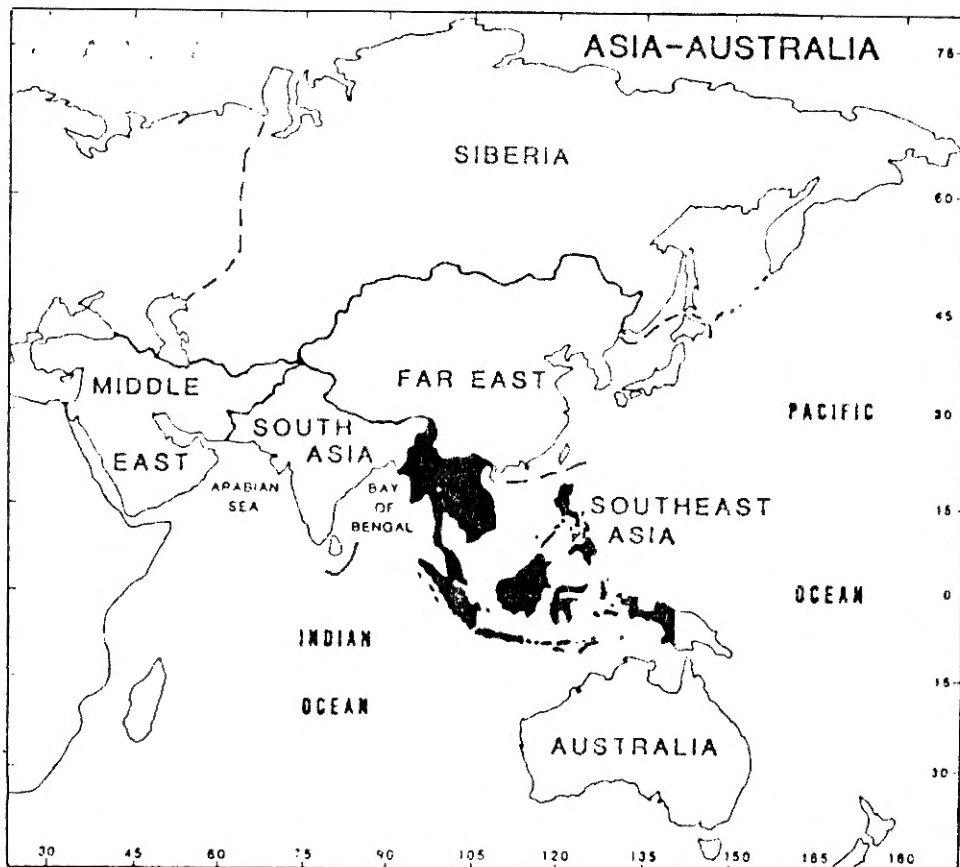 ASIA-AUSTRALIA
75
SIBERIA
60
45
MIDDLE
FAR EAST
PACIFIC
30
SOUTH
ASIA
EAST
ARABIAN
SEA
BAY
OF
BENGAL
SOUTHEAST
ASIA
15
OCEAN
0
INDIAN
OCEAN
15
AUSTRALIA
30
30 45 60 75 90 105 120 135 150 165 180